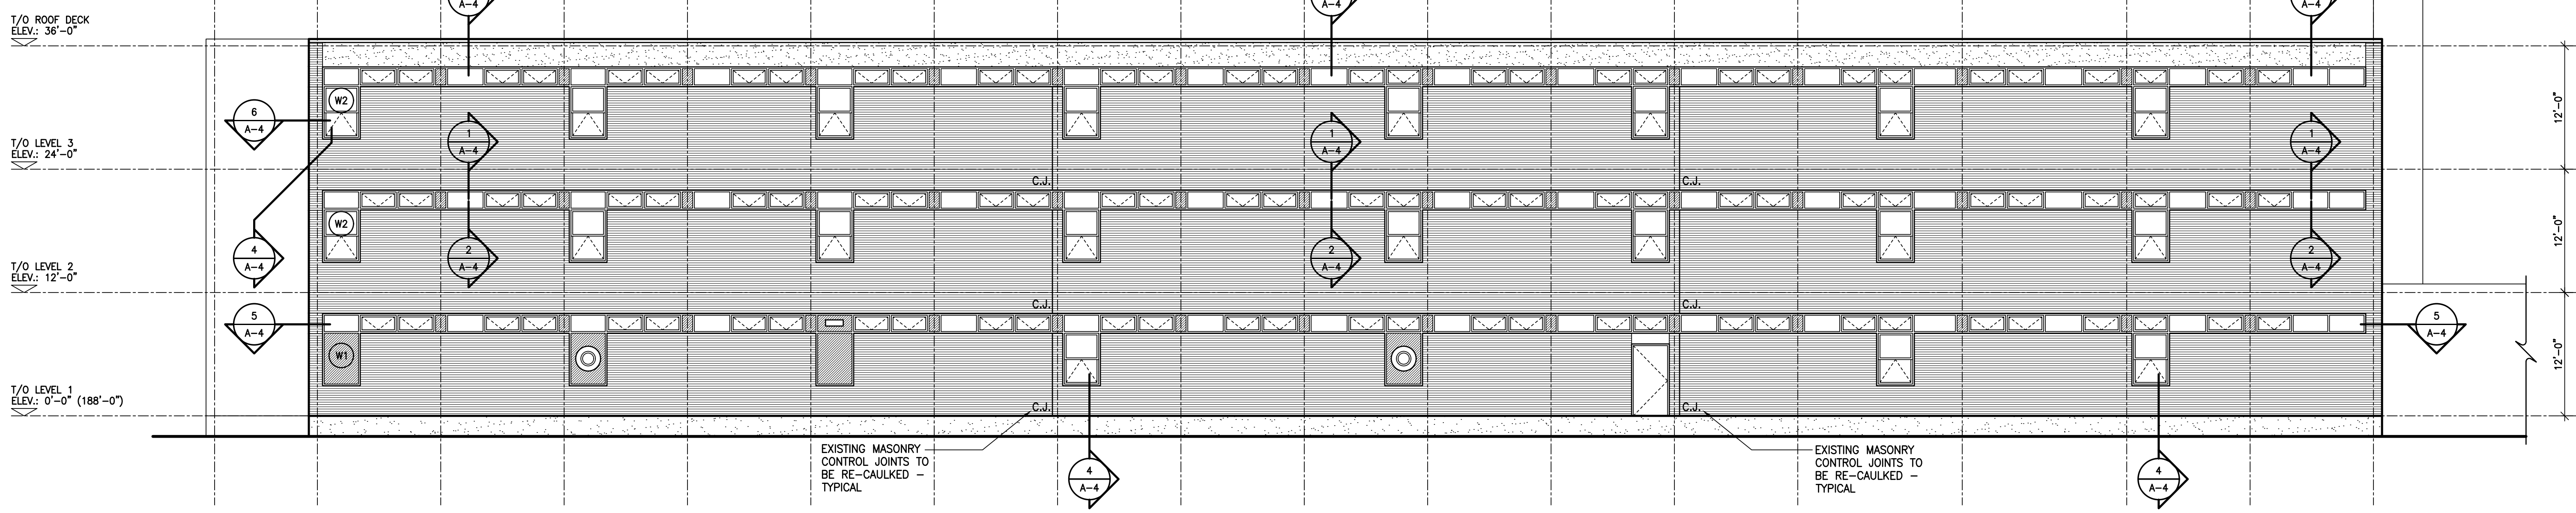 A-4
A-4
A-4
T/O ROOF DECK
ELEV.: 36'-0"
W2
6
A-4
12'-0"
1
A-4
1
A-4
1
A-4
T/O LEVEL 3
ELEV.: 24'-0"
C.J.
C.J.
W2
12'-0"
4
A-4
2
A-4
2
A-4
2
A-4
T/O LEVEL 2
ELEV.: 12'-0"
C.J.
C.J.
5
A-4
5
A-4
W1
12'-0"
T/O LEVEL 1
ELEV.: 0'-0" (188'-0")
C.J.
C.J.
EXISTING MASONRY
CONTROL JOINTS TO
BE RE-CAULKED –
TYPICAL
4
A-4
EXISTING MASONRY
CONTROL JOINTS TO
BE RE-CAULKED –
TYPICAL
4
A-4